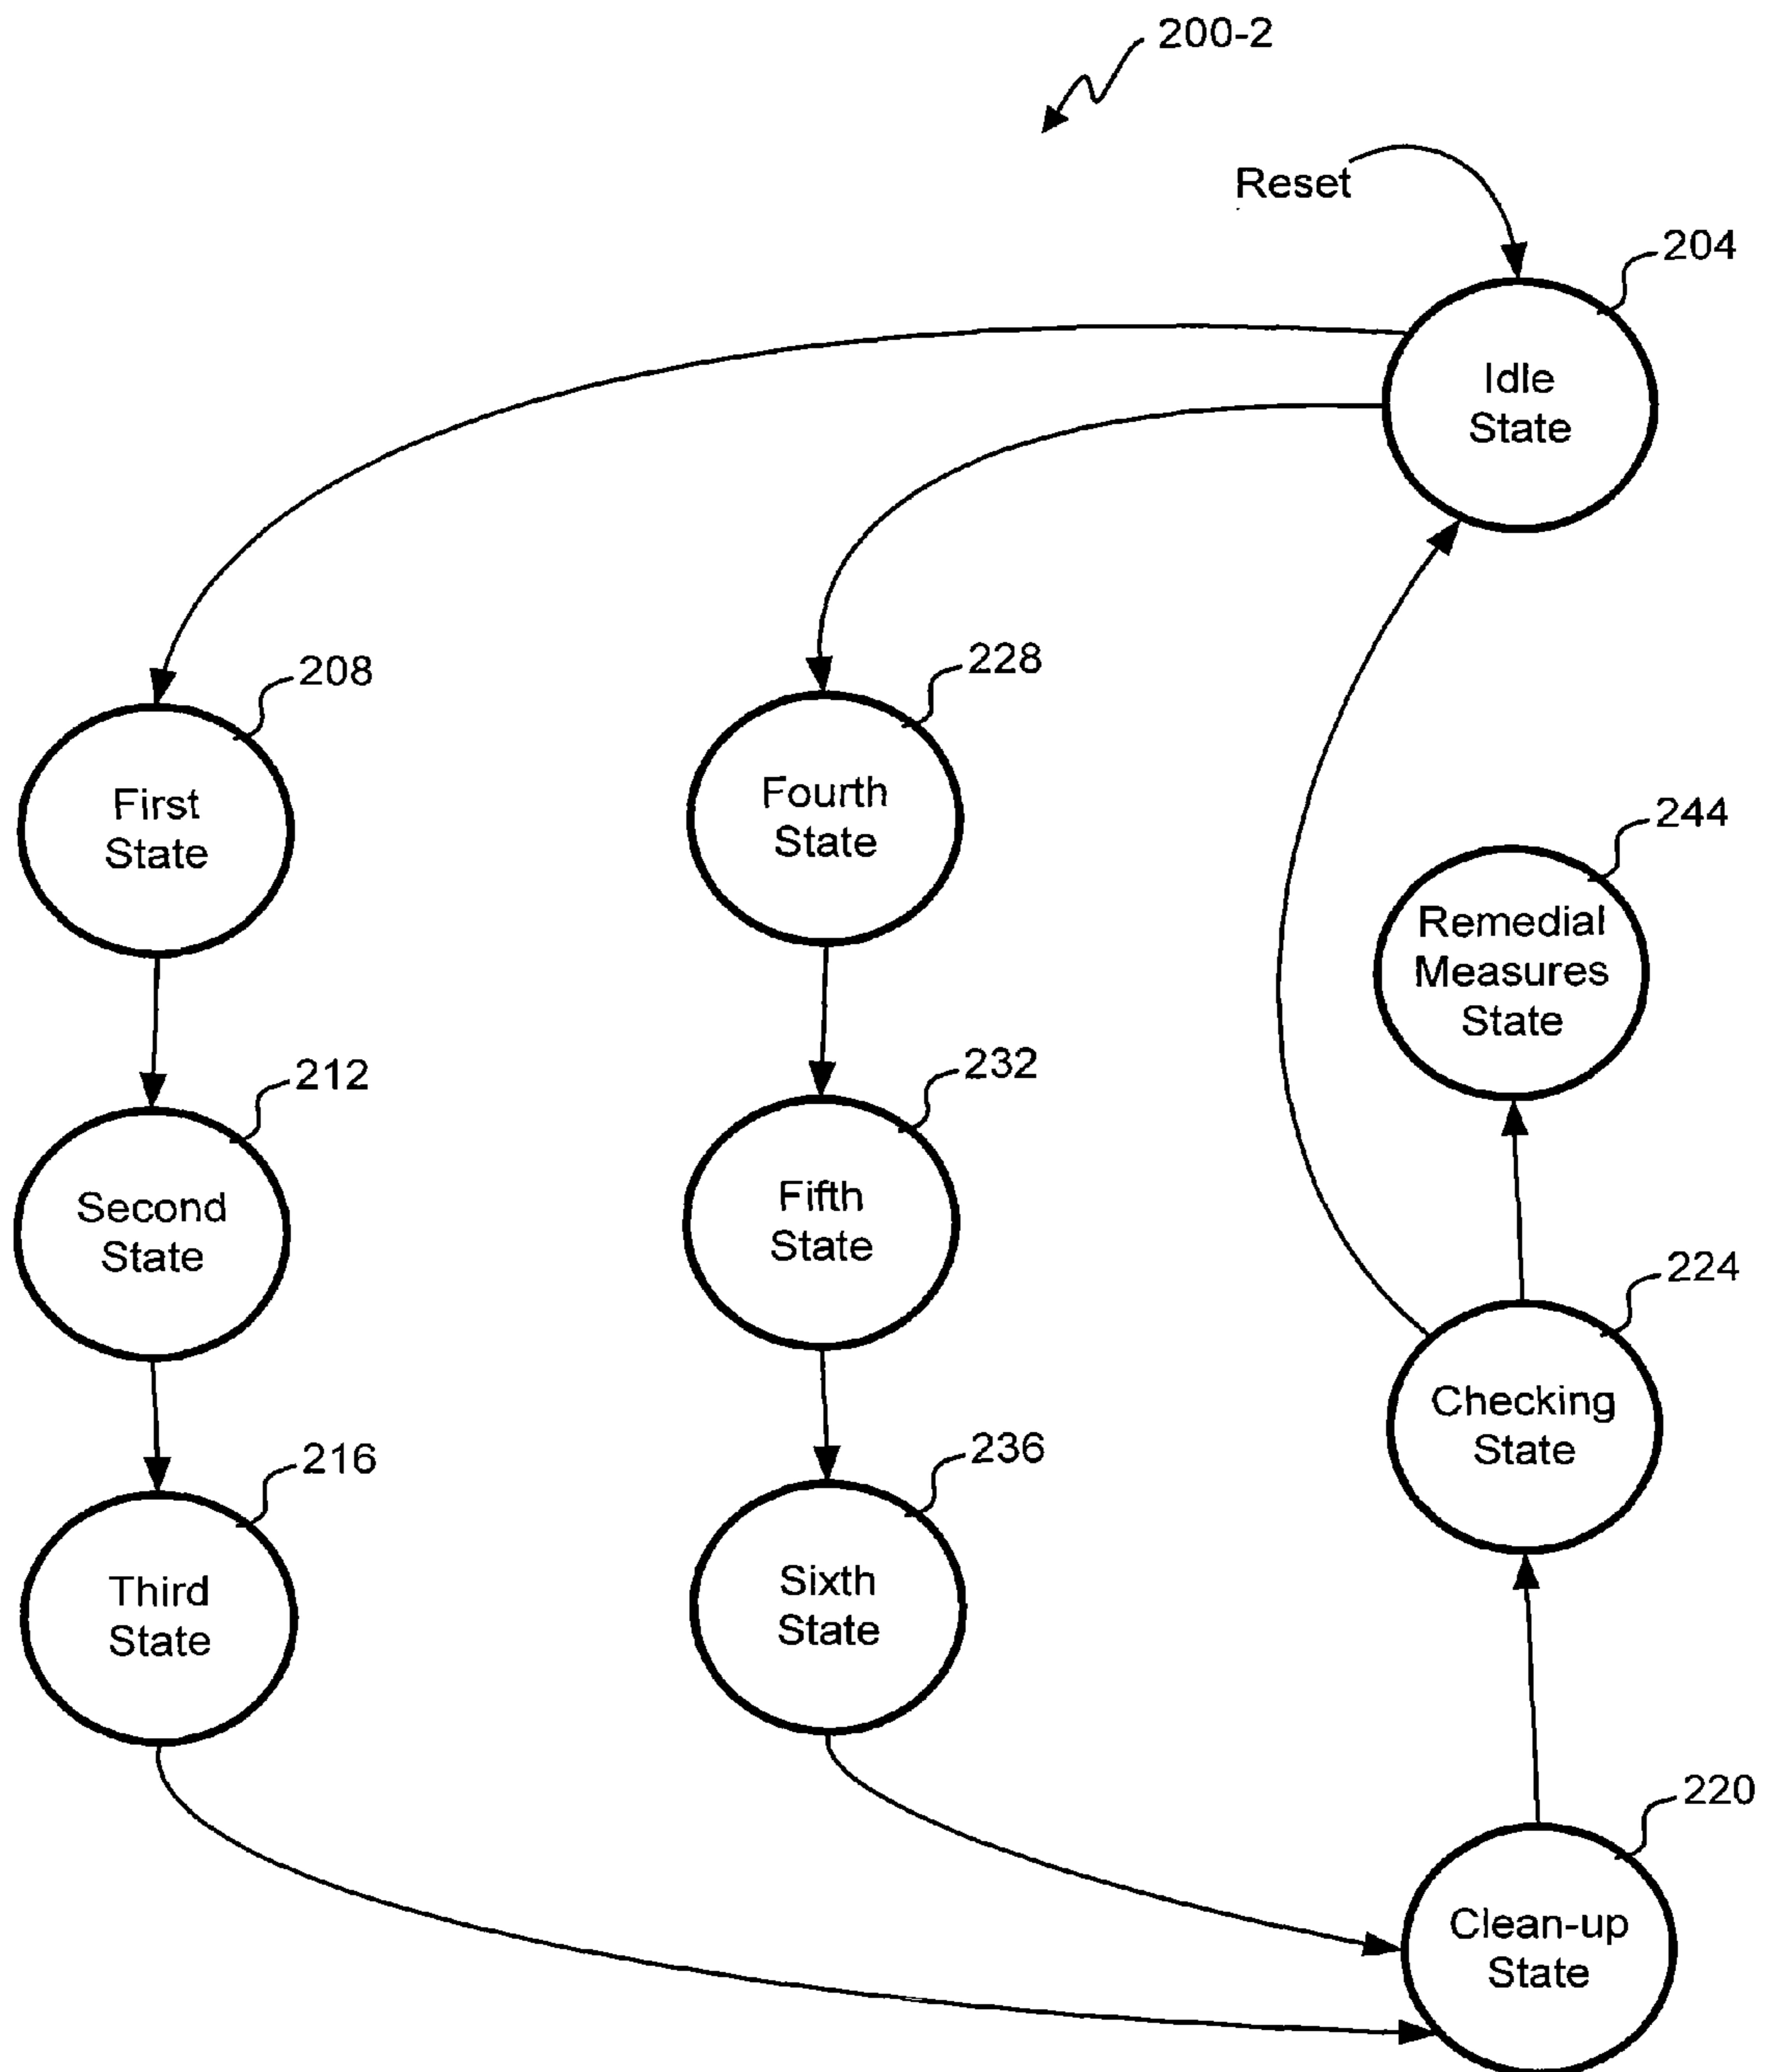 200-2
Reset
204
Idle
State
208
First
State
228
Fourth
State
244
Remedial
Measures
State
212
Second
State
232
Fifth
State
224
Checking
State
216
Third
State
236
Sixth
State
220
Clean-up
State